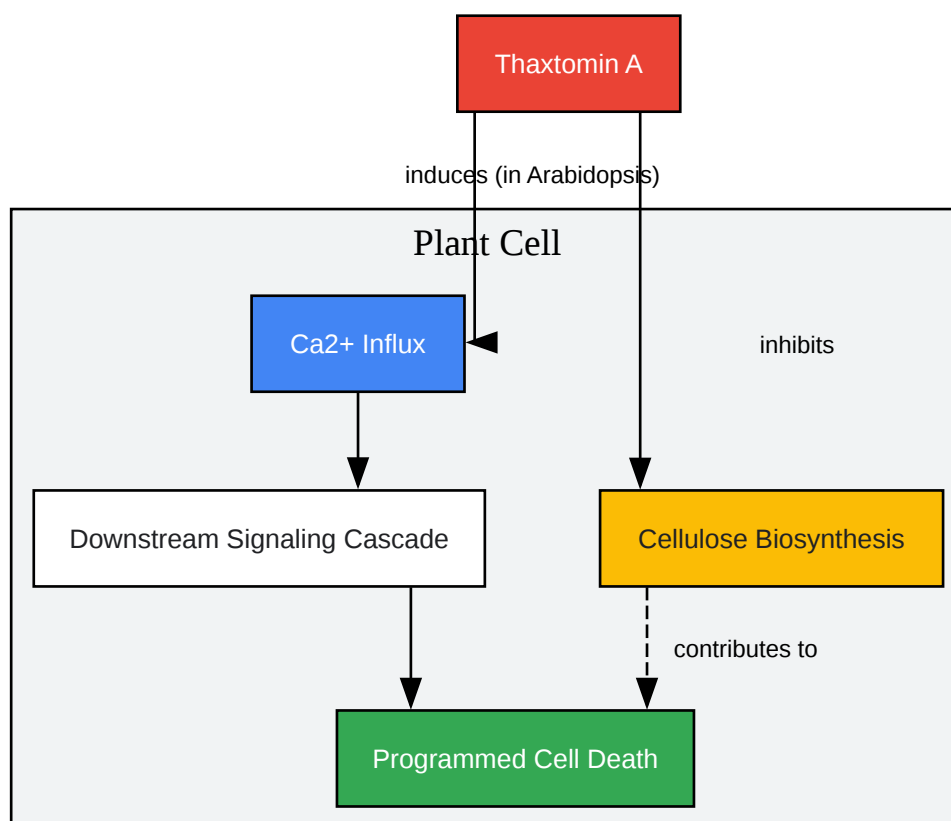 Thaxtomin A
induces (in Arabidopsis)
Plant Cell
Ca2+ Influx
inhibits
Downstream Signaling Cascade
Cellulose Biosynthesis
contributes to
Programmed Cell Death